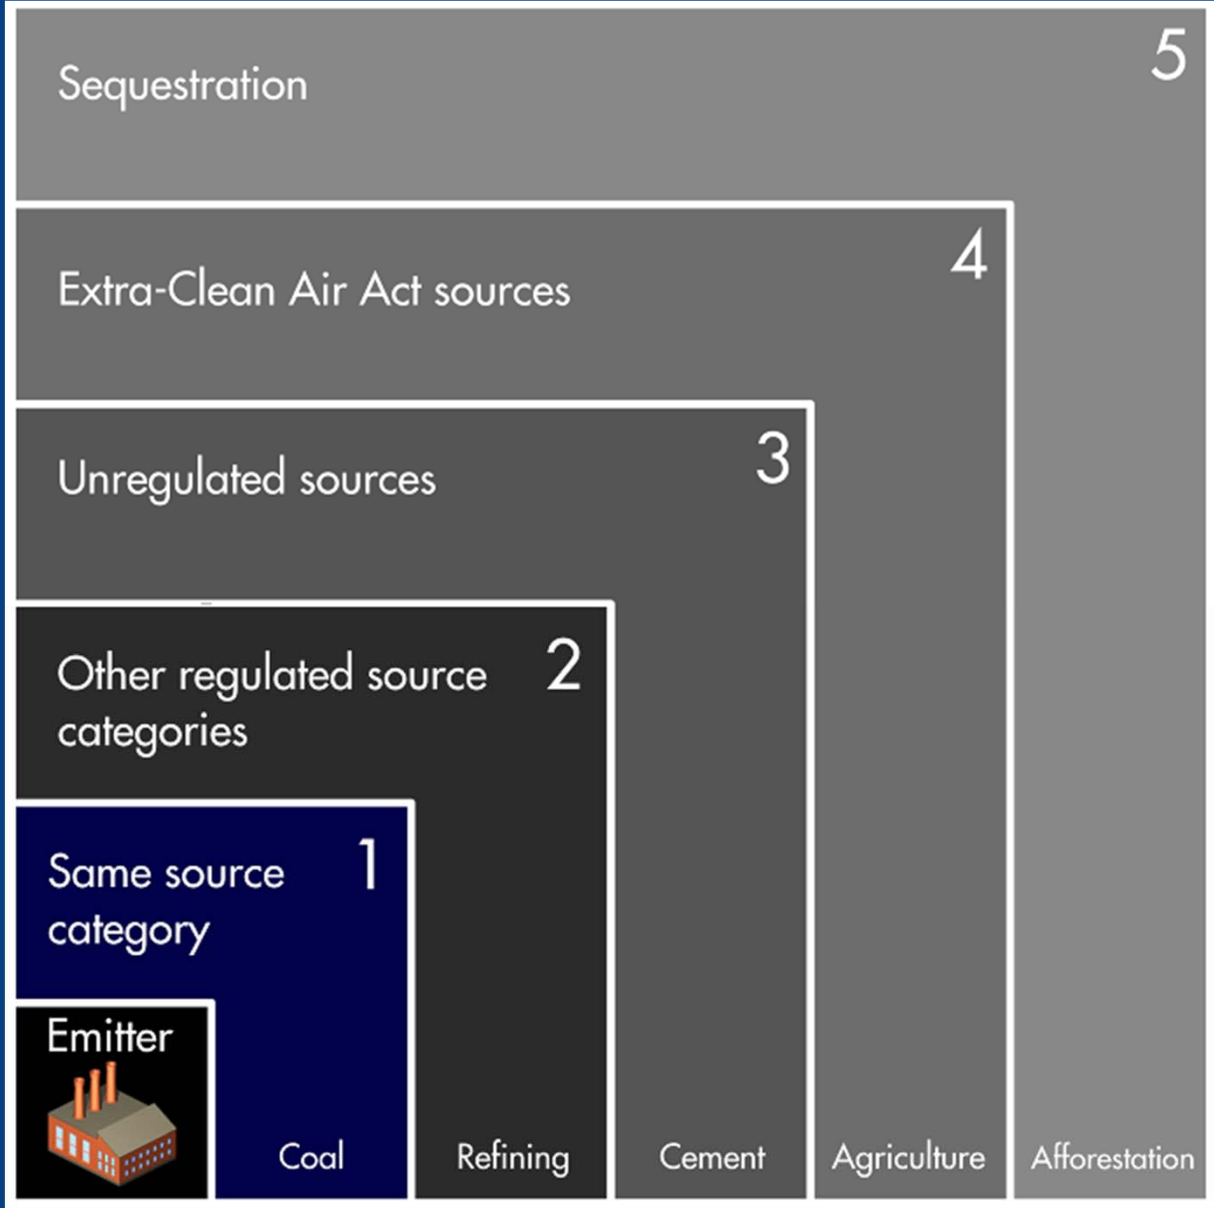 5
Sequestration
4
Extra-Clean Air Act sources
3
Unregulated sources
2
Other regulated source
categories
1
Same source
category
Emitter
Coal
Refining
Cement
Agriculture
Afforestation